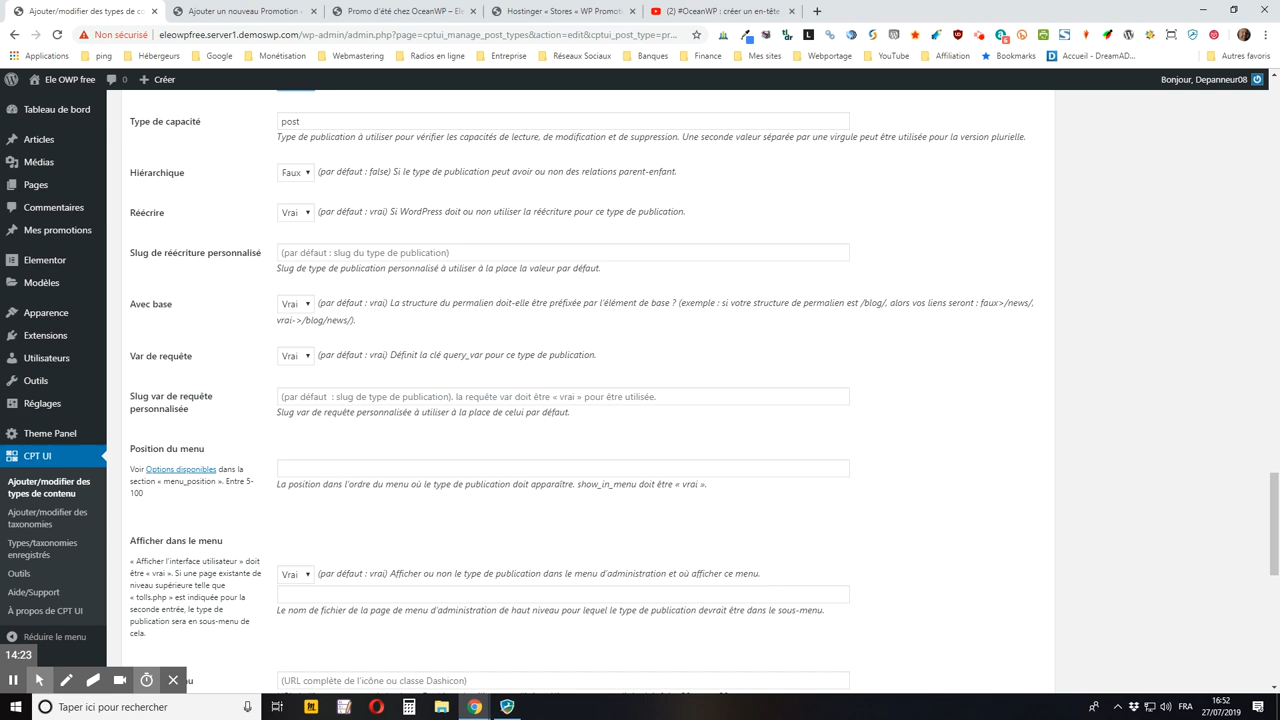 Ajouter/modifier des types de co
Ajouter un nouveau Promotion
Promo d'été chez OceanWP – Ele
Hostinger « Stores « WP Promoti
(2) #OceanWP : créer un en-tête
Non sécurisé
eleowpfree.server1.demoswp.com/wp-admin/admin.php?page=cptui_manage_post_types&action=edit&cptui_post_type=pr...
Applications
ping
Hébergeurs
Google
Monétisation
Webmastering
Radios en ligne
Entreprise
Réseaux Sociaux
Banques
Finance
Mes sites
Webportage
YouTube
Affiliation
Bookmarks
Accueil - DreamAD...
Autres favoris
Ele OWP free
0
Créer
Bonjour, Depanneur08
Tableau de bord
Articles
Médias
Pages
Commentaires
Mes promotions
Elementor
Modèles
Apparence
Extensions
Utilisateurs
Outils
Réglages
Theme Panel
CPT UI
Ajouter/modifier des
types de contenu
Ajouter/modifier des
taxonomies
Types/taxonomies
enregistrés
Outils
Aide/Support
À propos de CPT UI
Réduire le menu
14:23
Type de capacité
post
Type de publication à utiliser pour vérifier les capacités de lecture, de modification et de suppression. Une seconde valeur séparée par une virgule peut être utilisée pour la version plurielle.
Hiérarchique
Faux
(par défaut : false) Si le type de publication peut avoir ou non des relations parent-enfant.
Réécrire
Vrai
(par défaut : vrai) Si WordPress doit ou non utiliser la réécriture pour ce type de publication.
Slug de réécriture personnalisé
(par défaut : slug du type de publication)
Slug de type de publication personnalisé à utiliser à la place la valeur par défaut.
Avec base
Vrai
(par défaut : vrai) La structure du permalien doit-elle être préfixée par l'élément de base ? (exemple : si votre structure de permalien est /blog/, alors vos liens seront : faux>/news/,
vrai->/blog/news/).
Var de requête
Vrai
(par défaut : vrai) Définit la clé query_var pour ce type de publication.
Slug var de requête
personnalisée
(par défaut : slug de type de publication). la requête var doit être « vrai » pour être utilisée.
Slug var de requête personnalisée à utiliser à la place de celui par défaut.
Position du menu
Voir Options disponibles dans la
section « menu_position ». Entre 5-
100
La position dans l'ordre du menu où le type de publication doit apparaître. show_in_menu doit être « vrai ».
Afficher dans le menu
« Afficher l'interface utilisateur » doit
être « vrai ». Si une page existante de
niveau supérieure telle que
« tolls.php » est indiquée pour la
seconde entrée, le type de
publication sera en sous-menu de
cela.
Vrai
(par défaut : vrai) Afficher ou non le type de publication dans le menu d'administration et où afficher ce menu.
Le nom de fichier de la page de menu d'administration de haut niveau pour lequel le type de publication devrait être dans le sous-menu.
(URL complète de l'icône ou classe Dashicon)
Taper ici pour rechercher
FRA
16:52
27/07/2019